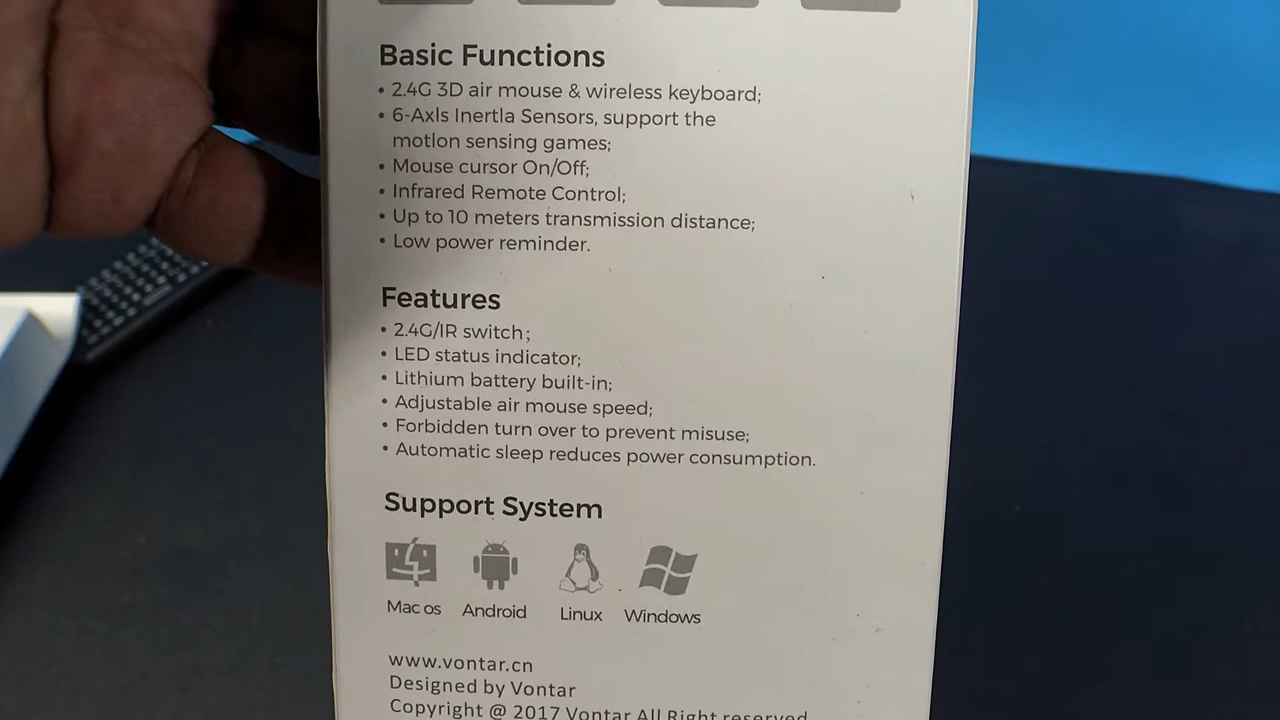 Basic Functions
• 2.4G 3D air mouse & wireless keyboard;
• 6-Axls Inertla Sensors, support the
motlon sensing games;
• Mouse cursor On/Off;
• Infrared Remote Control;
• Up to 10 meters transmission distance;
• Low power reminder.
Features
• 2.4G/IR switch;
• LED status indicator;
• Lithium battery built-in;
• Adjustable air mouse speed;
• Forbidden turn over to prevent misuse;
• Automatic sleep reduces power consumption.
Support System
Mac os Android Linux Windows
www.vontar.cn
Designed by Vontar
Copyright @ 2017 Vontar All Right reserved